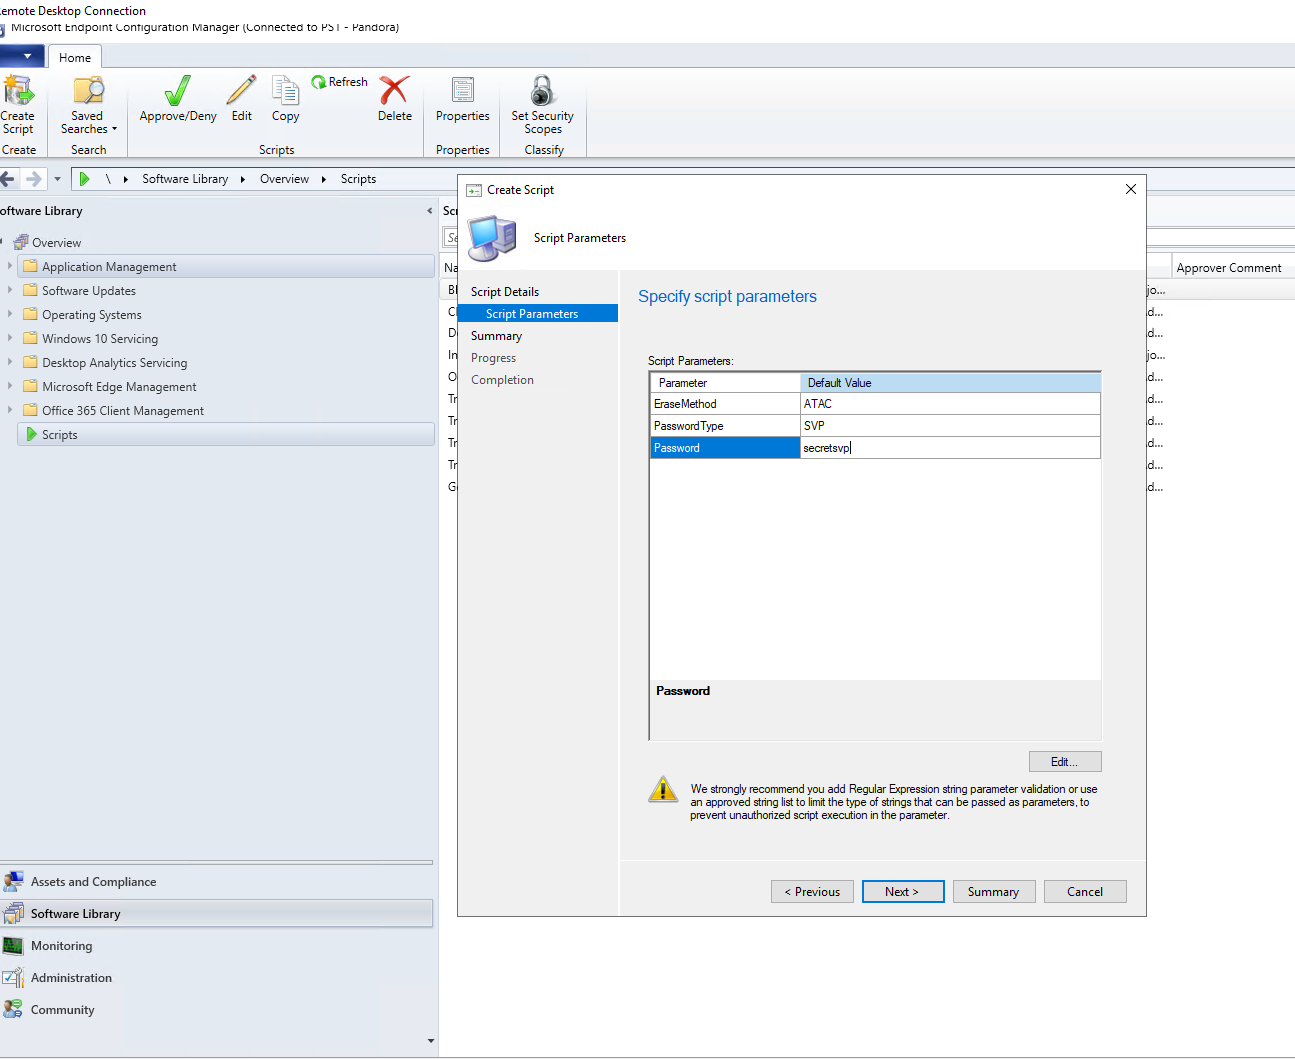 emote Desktop Connection
Microsoft Endpoint Configuration Manager (Connected to PST - Pandora)
Home
Create Script
Saved Searches
Approve/Deny
Edit
Copy
Refresh
Delete
Properties
Set Security Scopes
Create
Search
Scripts
Properties
Classify
\ Software Library Overview Scripts
oftware Library
Overview
Application Management
Software Updates
Operating Systems
Windows 10 Servicing
Desktop Analytics Servicing
Microsoft Edge Management
Office 365 Client Management
Scripts
Assets and Compliance
Software Library
Monitoring
Administration
Community
Scr
Se
Na
Approver Comment
Bl
jo...
d...
D
d...
In
jo...
O
d...
Tr
d...
Tr
d...
Tr
d...
Tr
d...
G
d...
Create Script
Script Parameters
Script Details
Script Parameters
Summary
Progress
Completion
Specify script parameters
Script Parameters:
Parameter Default Value
EraseMethod ATAC
PasswordType SVP
Password secretsvp
Password
Edit...
We strongly recommend you add Regular Expression string parameter validation or use
an approved string list to limit the type of strings that can be passed as parameters, to
prevent unauthorized script execution in the parameter.
< Previous
Next >
Summary
Cancel